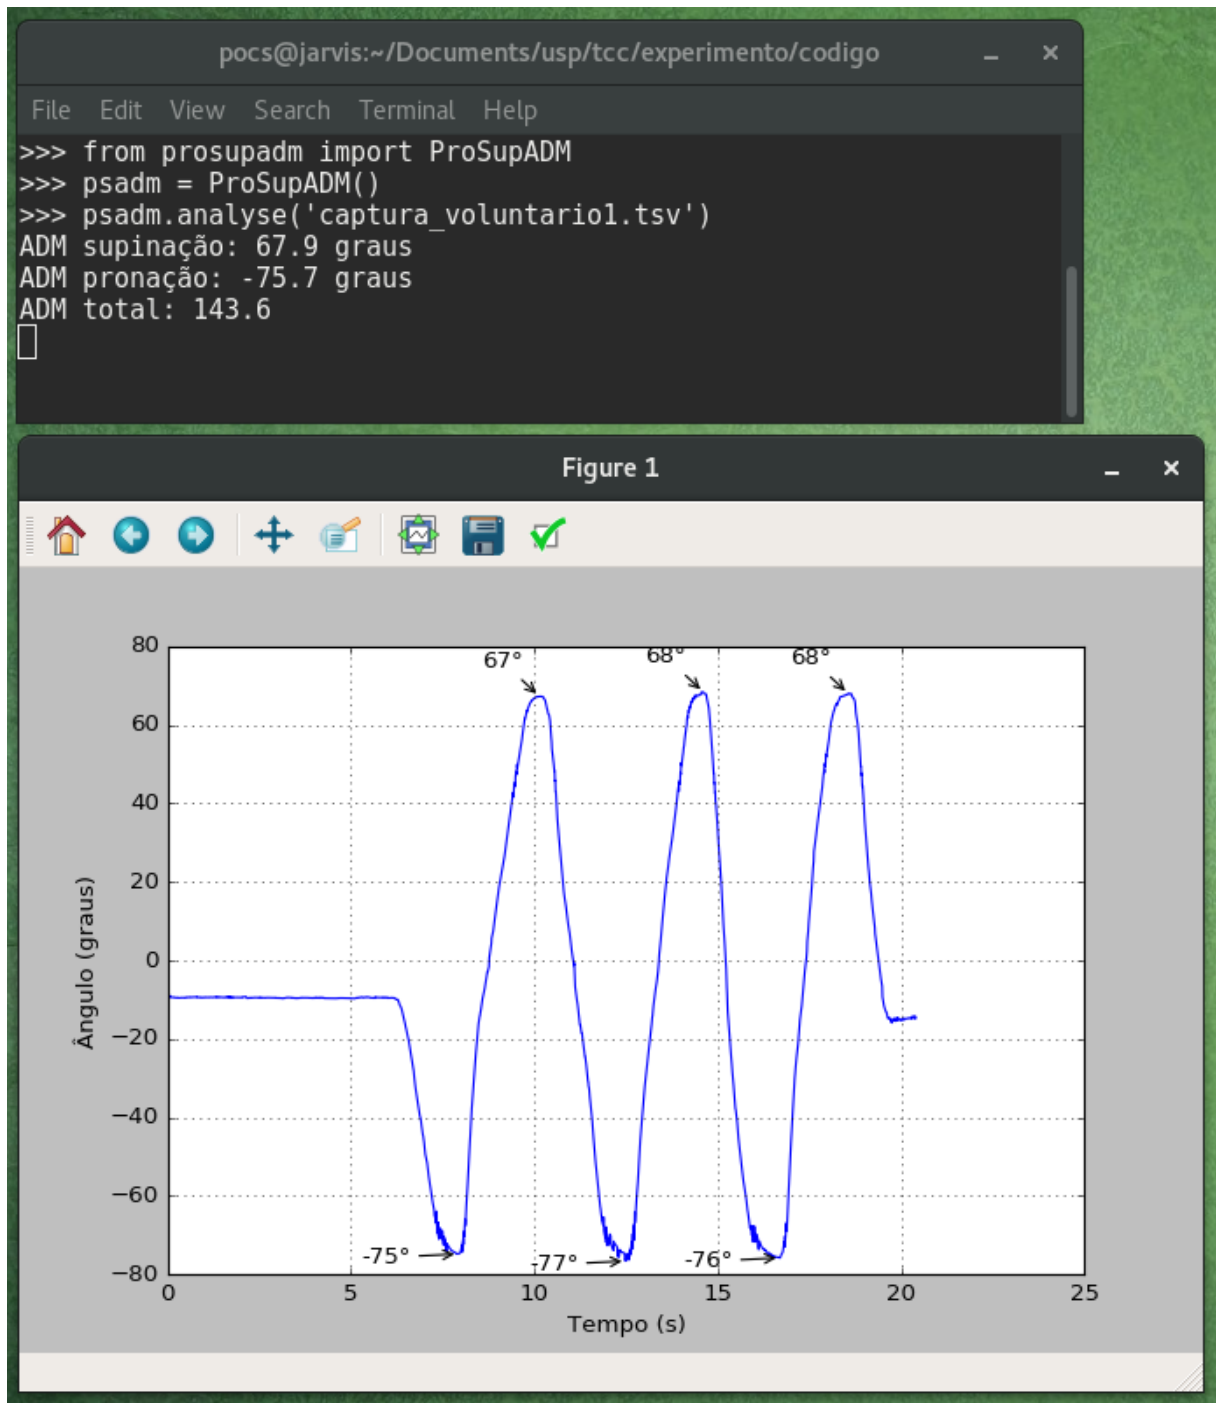 pocs@jarvis:~/Documents/usp/tcc/experimento/codigo
File Edit View Search Terminal Help
>>> from prosupadm import ProSupADM
>>> psadm = ProSupADM()
>>> psadm.analyse('captura_voluntario1.tsv')
ADM supinação: 67.9 graus
ADM pronação: -75.7 graus
ADM total: 143.6
Figure 1
80
60
40
20
0
−20
−40
−60
−80
Ângulo (graus)
67°
68°
68°
-75°
-77°
-76°
0 5 10 15 20 25
Tempo (s)